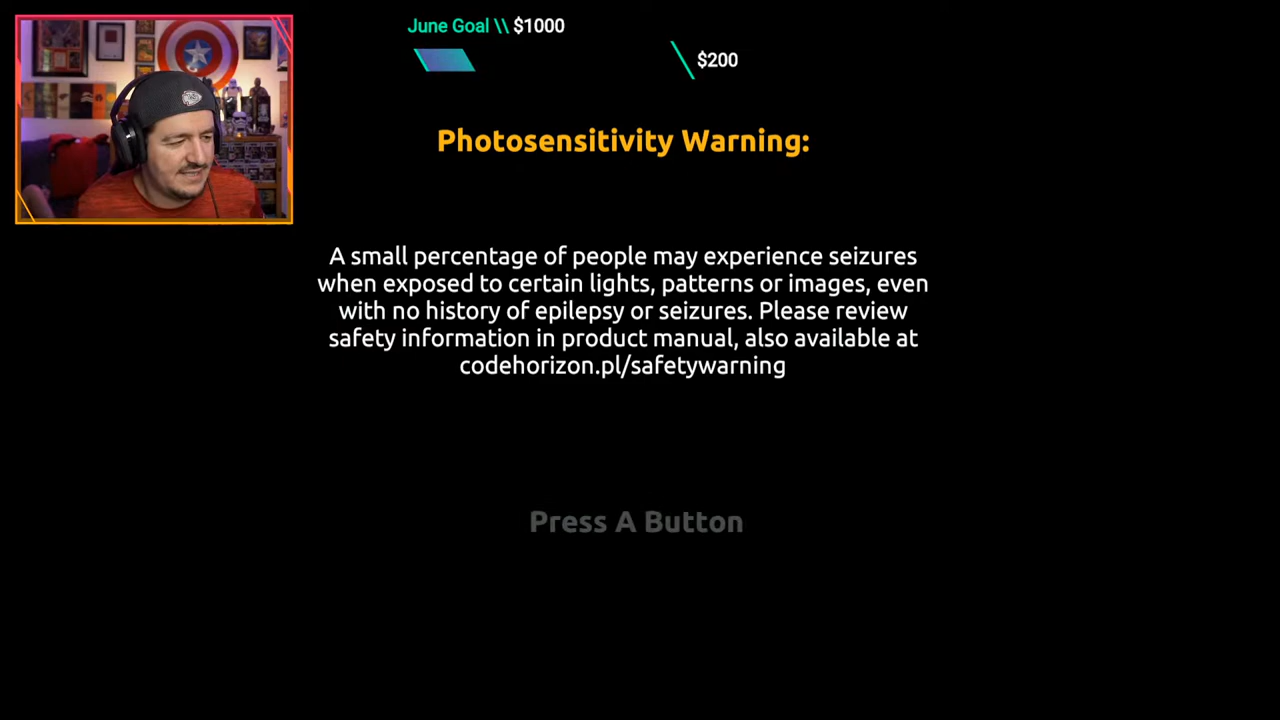 June Goal \\ $1000
$200
Photosensitivity Warning:
A small percentage of people may experience seizures
when exposed to certain lights, patterns or images, even
with no history of epilepsy or seizures. Please review
safety information in product manual, also available at
codehorizon.pl/safetywarning
Press A Button